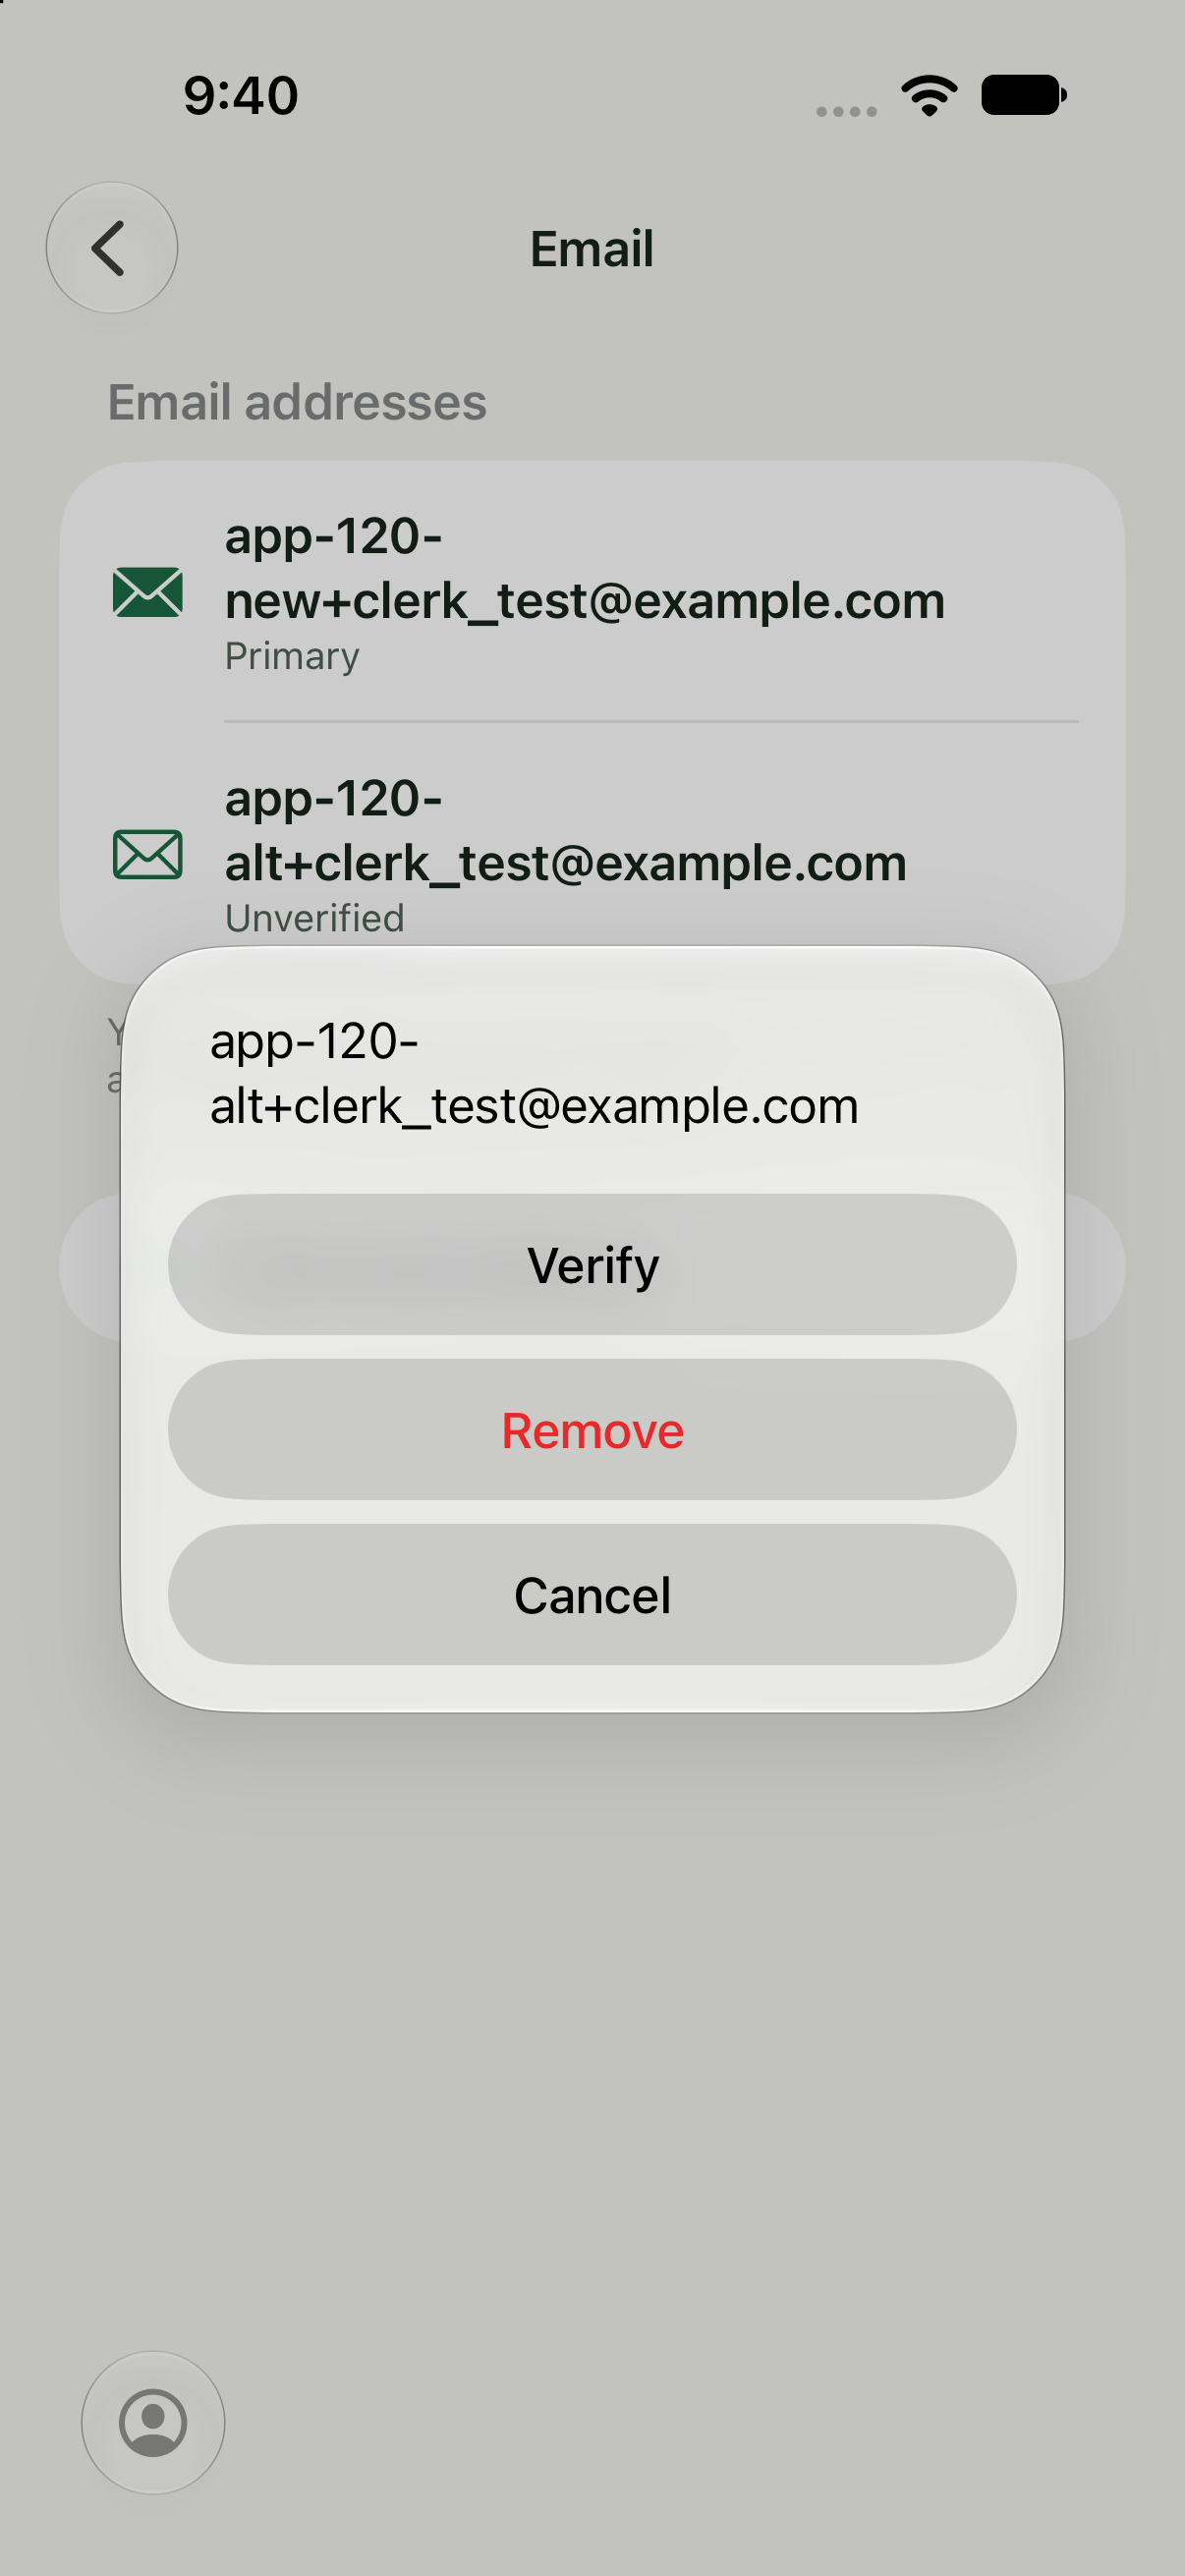 9:40
Email
Email addresses
app-120-
new+clerk_test@example.com
Primary
app-120-
alt+clerk_test@example.com
Unverified
app-120-
alt+clerk_test@example.com
Verify
Remove
Cancel